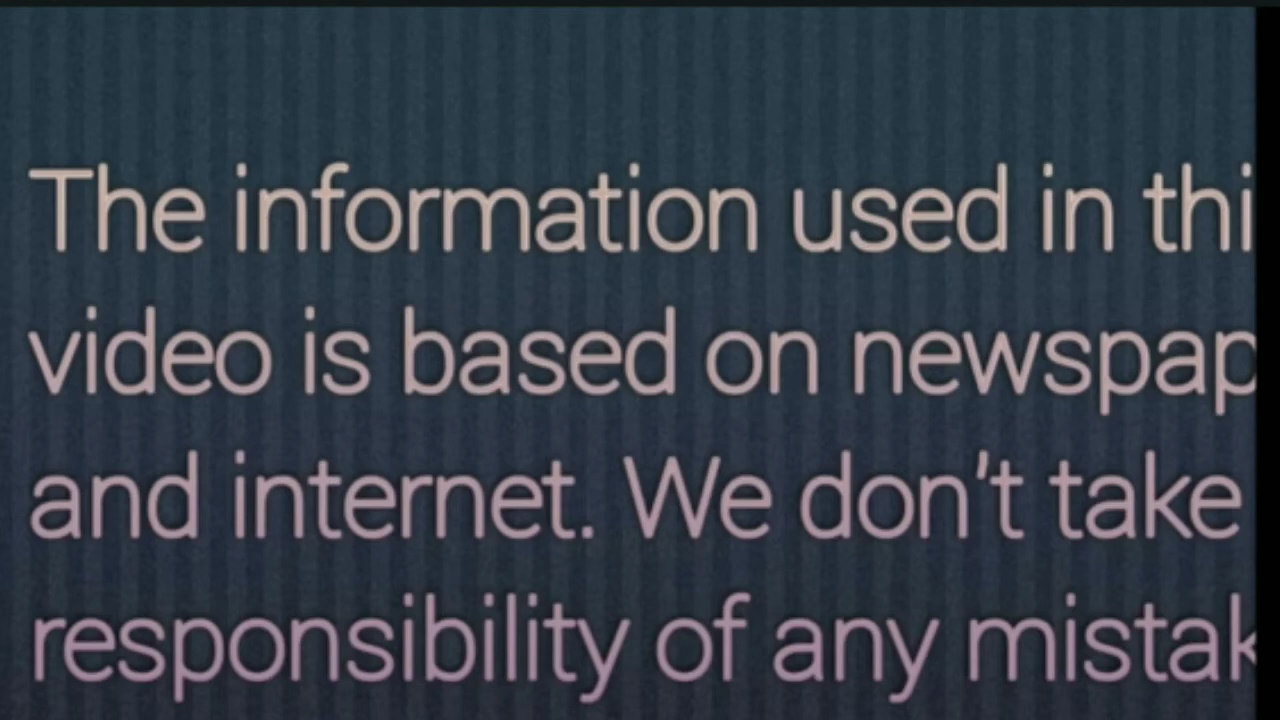 The information used in thi
video is based on newspap
and internet. We don't take
responsibility of any mistak